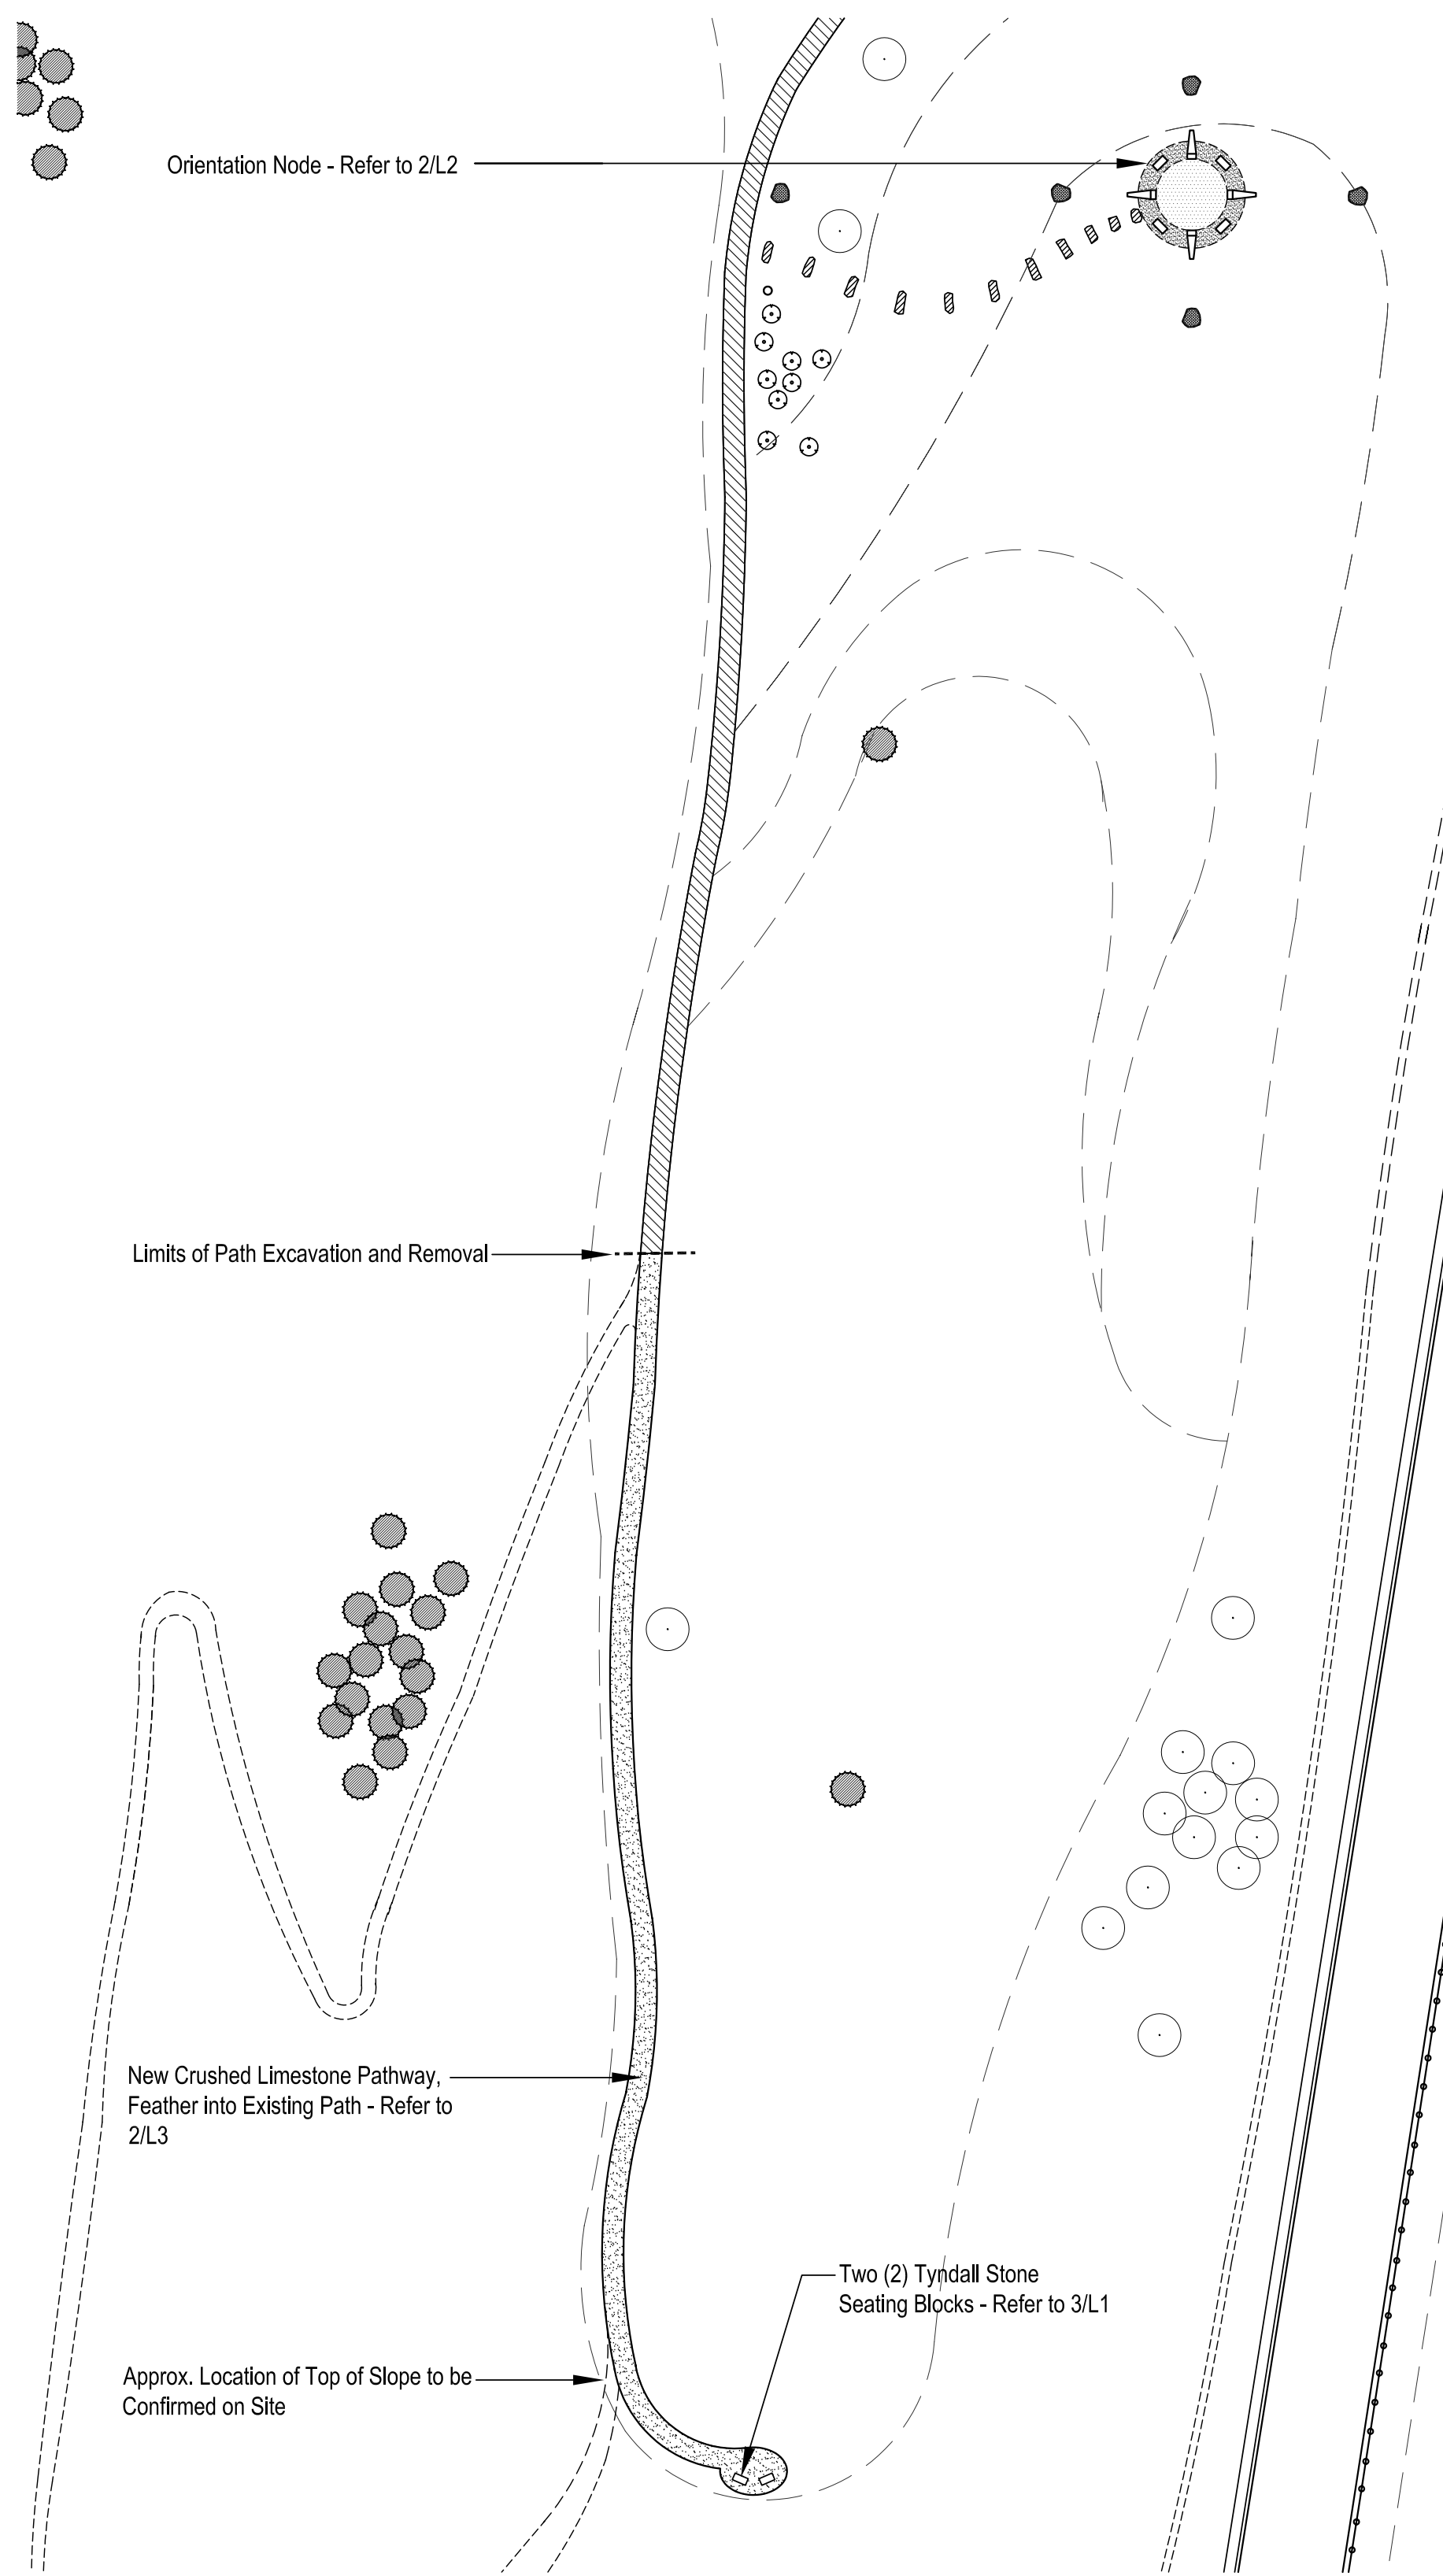 Orientation Node - Refer to 2/L2
Limits of Path Excavation and Removal
New Crushed Limestone Pathway,
Feather into Existing Path - Refer to
2/L3
Two (2) Tyndall Stone
Seating Blocks - Refer to 3/L1
Approx. Location of Top of Slope to be
Confirmed on Site